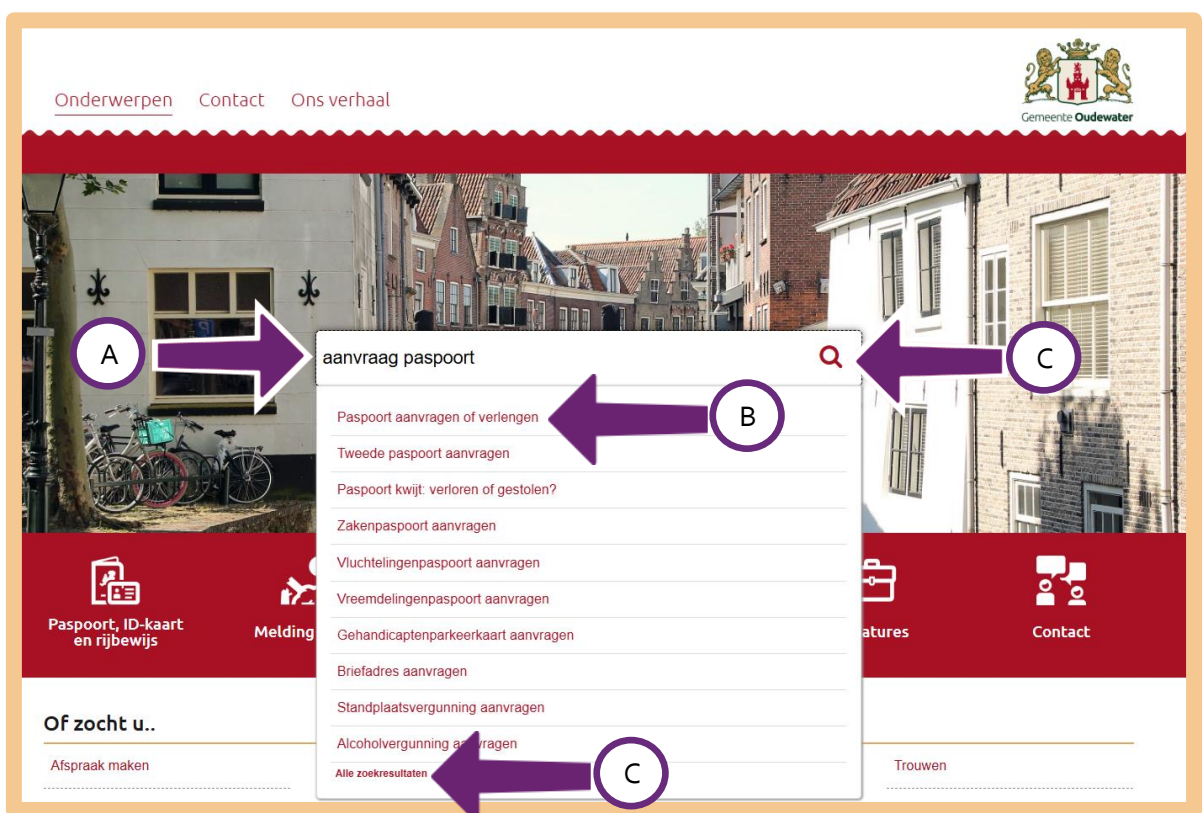 Onderwerpen Contact Ons verhaal
Gemeente Oudewater
A
aanvraag paspoort
C
Paspoort aanvragen of verlengen
B
Tweede paspoort aanvragen
Paspoort kwijt: verloren of gestolen?
Zakenpaspoort aanvragen
Vluchtelingenpaspoort aanvragen
Vreemdelingenpaspoort aanvragen
Gehandicaptenparkeerkaart aanvragen
Briefadres aanvragen
Standplaatsvergunning aanvragen
Alcoholvergunning aanvragen
Alle zoekresultaten
C
Paspoort, ID-kaart
en rijbewijs
Melding
atures
Contact
Of zocht u..
Afspraak maken
Trouwen